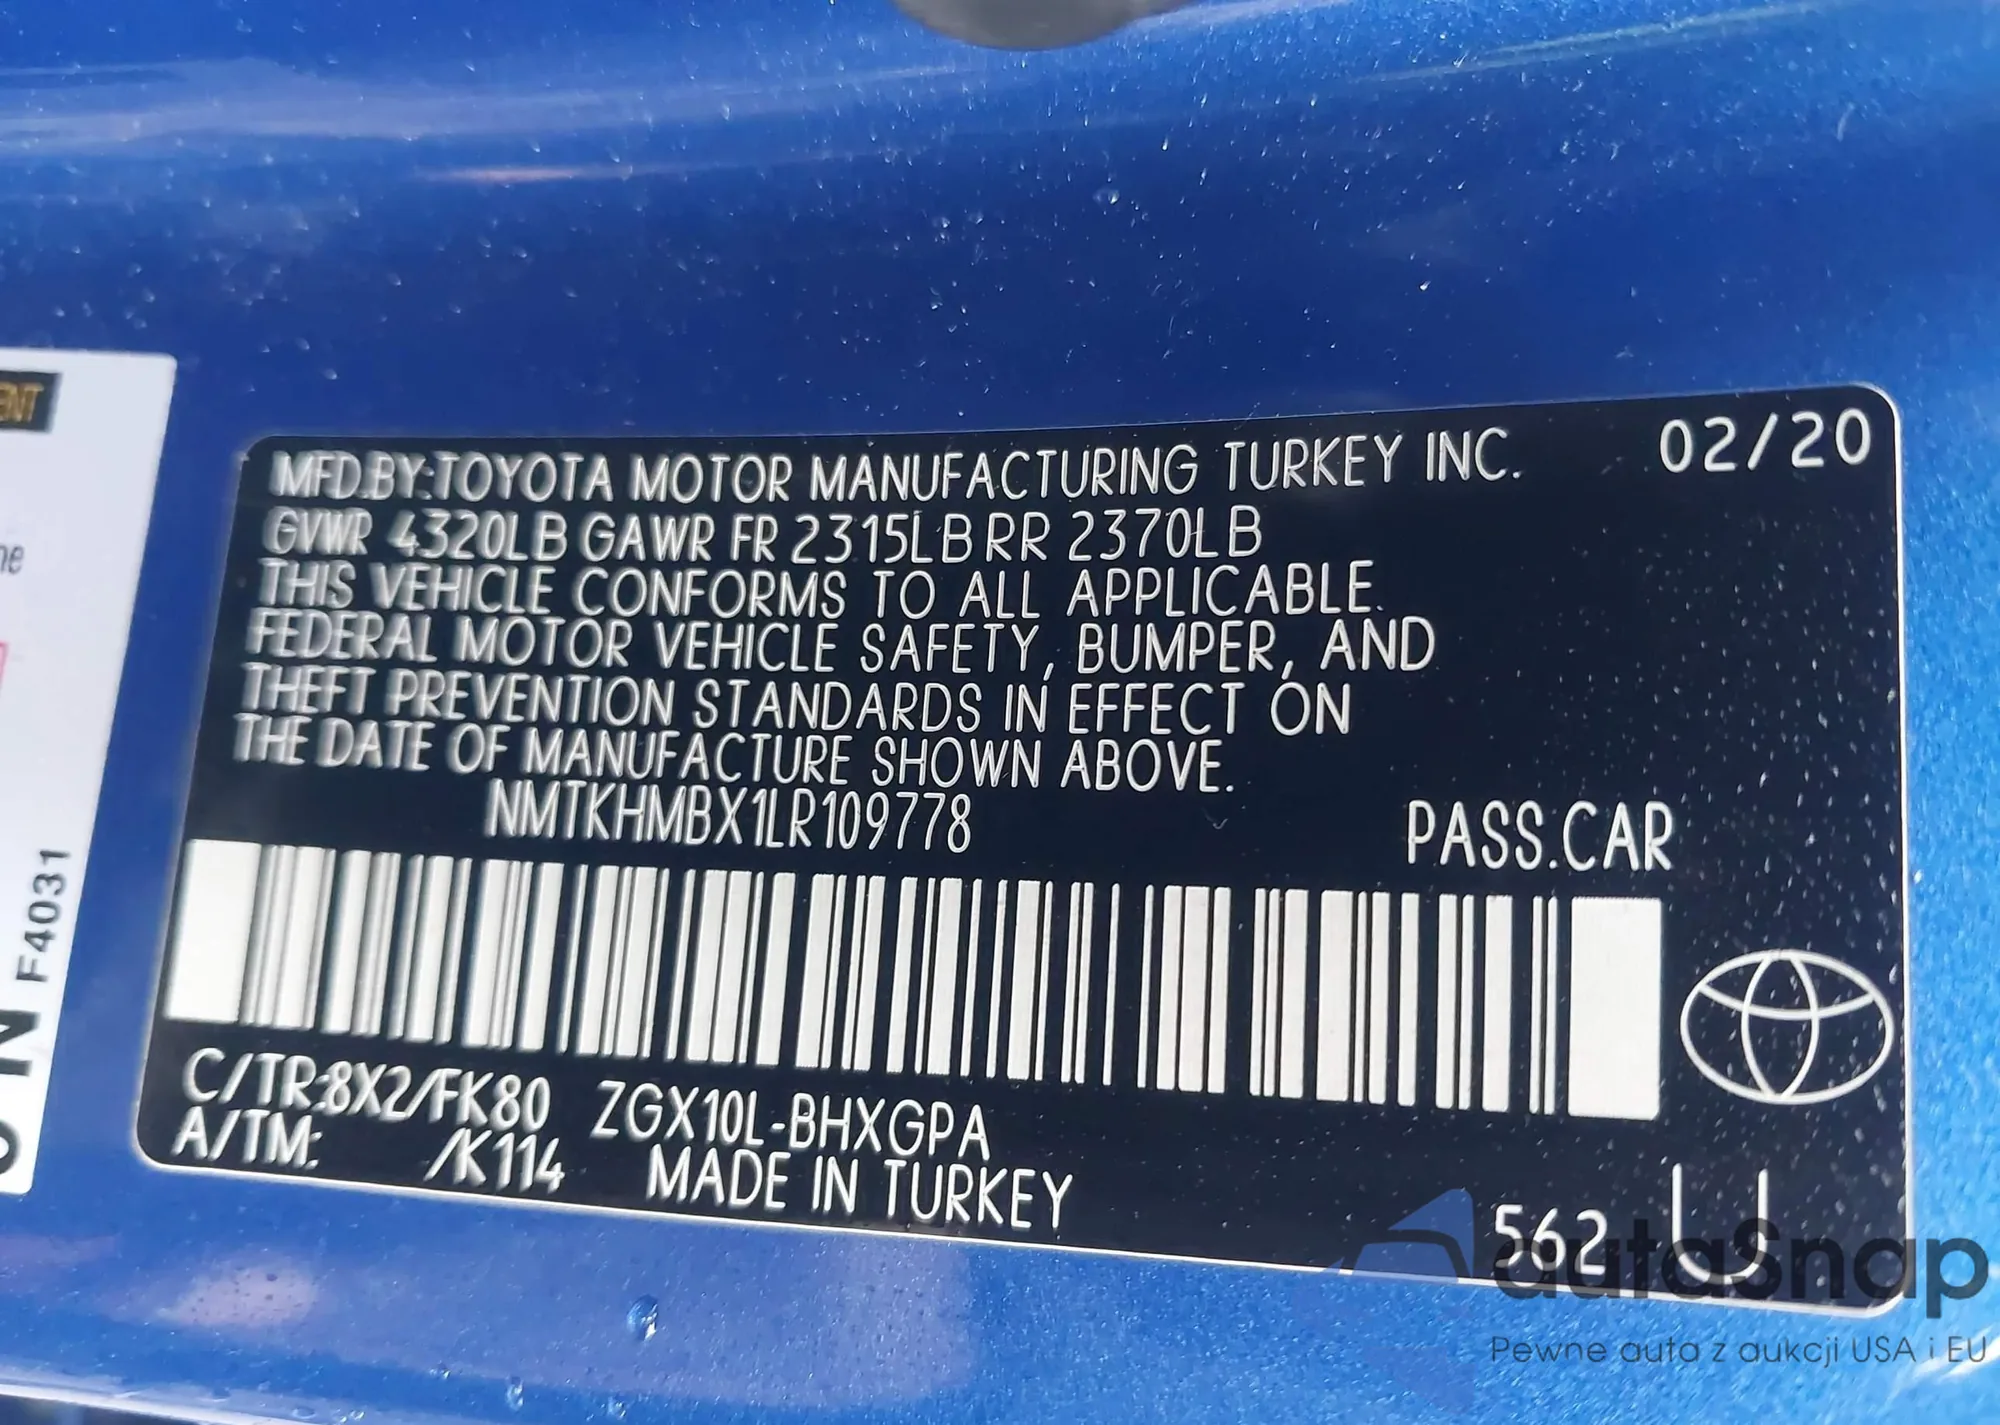 ENT
ne
F4031
MFD.BY:TOYOTA MOTOR MANUFACTURING TURKEY INC. 02/20
GVWR 4320LB GAWR FR 2315LB RR 2370LB
THIS VEHICLE CONFORMS TO ALL APPLICABLE
FEDERAL MOTOR VEHICLE SAFETY, BUMPER, AND
THEFT PREVENTION STANDARDS IN EFFECT ON
THE DATE OF MANUFACTURE SHOWN ABOVE.
NMTKHMBX1LR109778 PASS.CAR
C/TR:8X2/FK80 ZGX10L-BHXGPA
A/TM: /K114 MADE IN TURKEY
562 U
autaSnap
Pewne auta z aukcji USA i EU